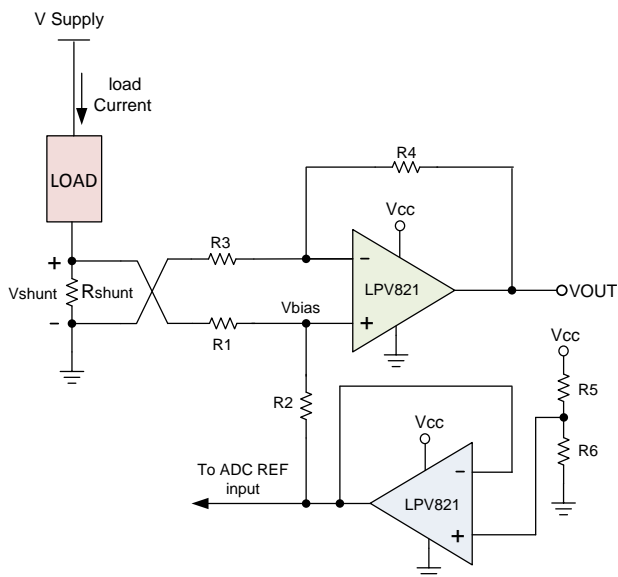 V Supply
load
Current
LOAD
R4
Vcc
R3
+
-
LPV821
VOUT
Vshunt
Rshunt
Vbias
-
+
R1
Vcc
R5
R2
Vcc
R6
To ADC REF
input
-
LPV821
+